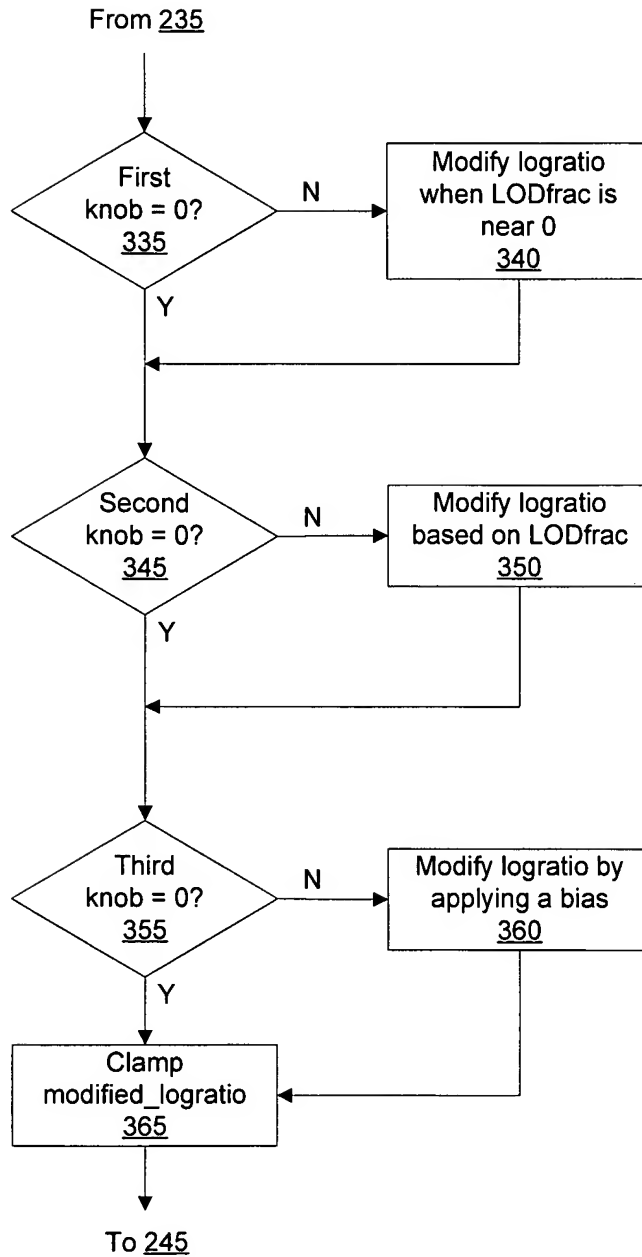 From 235
First
knob = 0?
335
N
Modify logratio
when LODfrac is
near 0
340
Y
Second
knob = 0?
345
N
Modify logratio
based on LODfrac
350
Y
Third
knob = 0?
355
N
Modify logratio by
applying a bias
360
Y
Clamp
modified_logratio
365
To 245